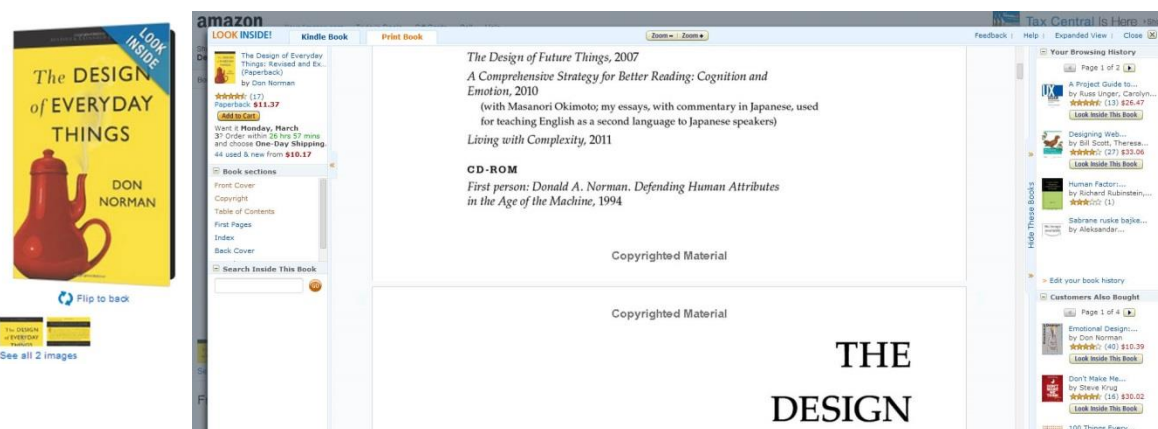 LOOK
INSIDE
The DESIGN
of EVERYDAY
THINGS
DON
NORMAN
Flip to back
The DESIGN
of EVERYDAY
THINGS
See all 2 images
amazon
Tax Central Is Here
LOOK INSIDE!
Kindle Book
Print Book
Zoom
Zoom
Feedback
Help
Expanded View
Close
The Design of Everyday
Things: Revised and Ex...
(Paperback)
by Don Norman
(17)
Paperback $11.37
Add to Cart
Want it Monday, March
3? Order within 26 hrs 57 mins
and choose One-Day Shipping.
44 used & new from $10.17
Book sections
Front Cover
Copyright
Table of Contents
First Pages
Index
Back Cover
Search Inside This Book
GO
The Design of Future Things, 2007
A Comprehensive Strategy for Better Reading: Cognition and
Emotion, 2010
(with Masanori Okimoto; my essays, with commentary in Japanese, used
for teaching English as a second language to Japanese speakers)
Living with Complexity, 2011
CD-ROM
First person: Donald A. Norman. Defending Human Attributes
in the Age of the Machine, 1994
Copyrighted Material
Copyrighted Material
THE
DESIGN
Hide These Books
Your Browsing History
Page 1 of 2
A Project Guide to...
by Russ Unger, Carolyn...
(13) $26.47
Look Inside This Book
Designing Web...
by Bill Scott, Theresa...
(27) $33.06
Look Inside This Book
Human Factor:...
by Richard Rubinstein,...
(1)
Sabrane ruske bajke...
by Aleksandar...
» Edit your book history
Customers Also Bought
Page 1 of 4
Emotional Design:...
by Don Norman
(40) $10.39
Look Inside This Book
Don't Make Me...
by Steve Krug
(16) $30.02
Look Inside This Book
100 Things Every...